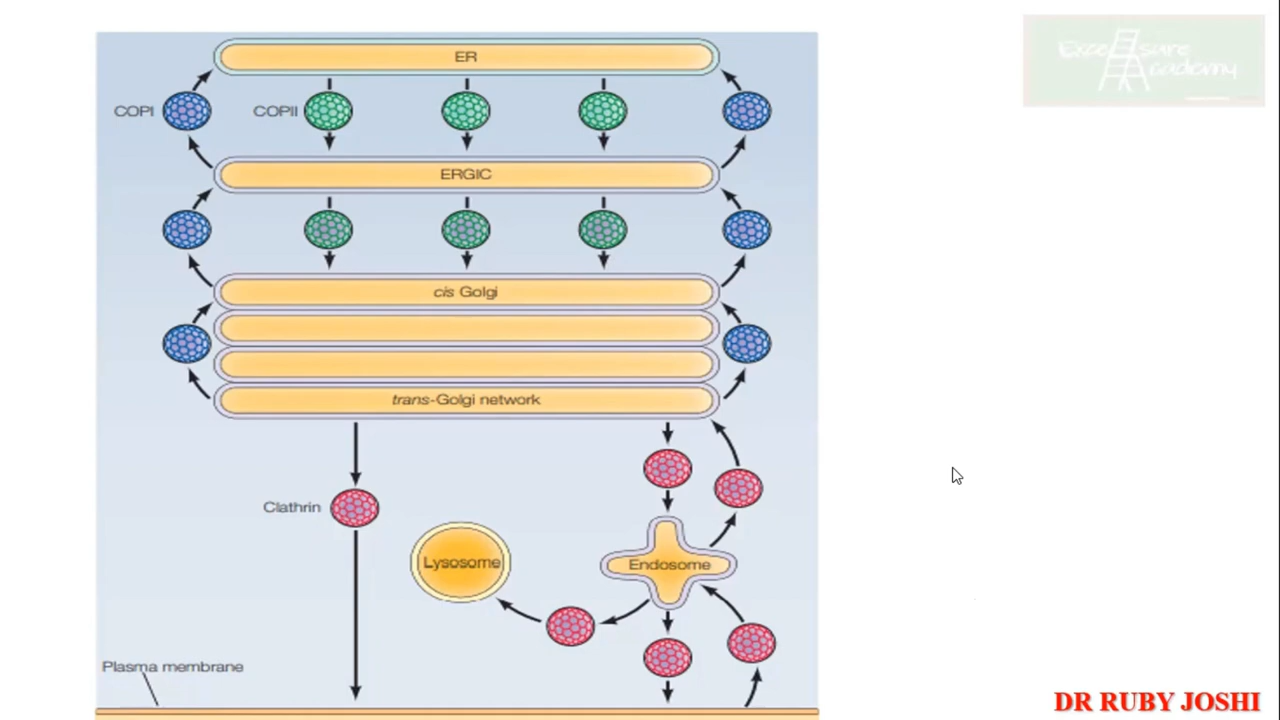 ER
COPI
COPII
ERGIC
cis Golgi
trans-Golgi network
Clathrin
Lysosome
Endosome
Plasma membrane
DR RUBY JOSHI